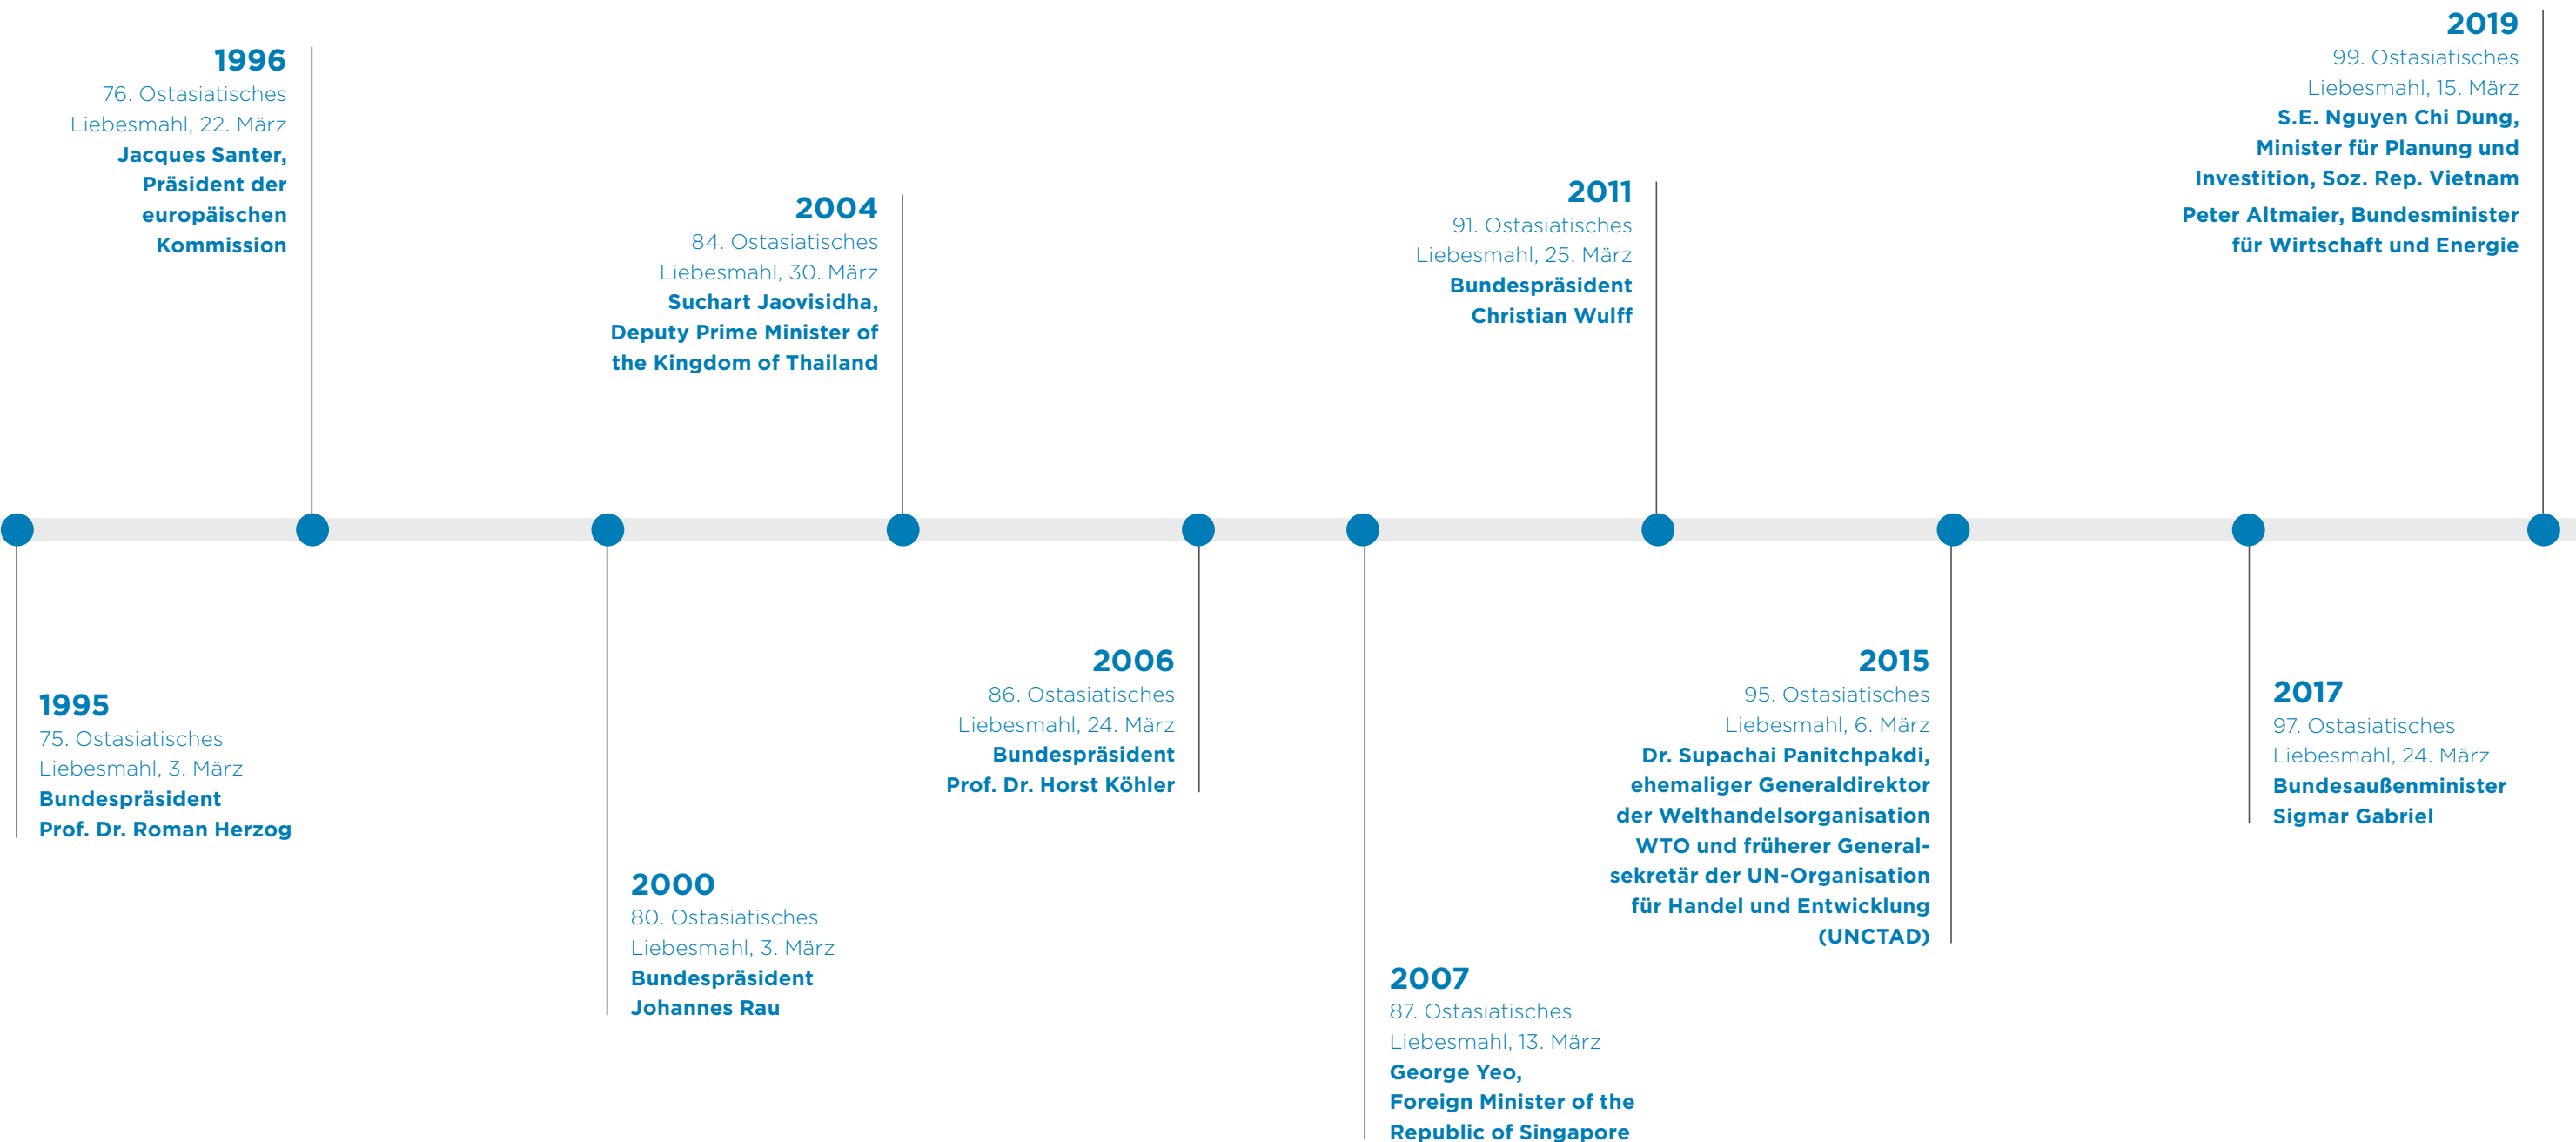 1996
76. Ostasiatisches
Liebesmahl, 22. März
Jacques Santer,
Präsident der
europäischen
Kommission
2004
84. Ostasiatisches
Liebesmahl, 30. März
Suchart Jaovisidha,
Deputy Prime Minister of
the Kingdom of Thailand
2011
91. Ostasiatisches
Liebesmahl, 25. März
Bundespräsident
Christian Wulff
2019
99. Ostasiatisches
Liebesmahl, 15. März
S.E. Nguyen Chi Dung,
Minister für Planung und
Investition, Soz. Rep. Vietnam
Peter Altmaier, Bundesminister
für Wirtschaft und Energie
1995
75. Ostasiatisches
Liebesmahl, 3. März
Bundespräsident
Prof. Dr. Roman Herzog
2000
80. Ostasiatisches
Liebesmahl, 3. März
Bundespräsident
Johannes Rau
2006
86. Ostasiatisches
Liebesmahl, 24. März
Bundespräsident
Prof. Dr. Horst Köhler
2007
87. Ostasiatisches
Liebesmahl, 13. März
George Yeo,
Foreign Minister of the
Republic of Singapore
2015
95. Ostasiatisches
Liebesmahl, 6. März
Dr. Supachai Panitchpakdi,
ehemaliger Generaldirektor
der Welthandelsorganisation
WTO und früherer General-
sekretär der UN-Organisation
für Handel und Entwicklung
(UNCTAD)
2017
97. Ostasiatisches
Liebesmahl, 24. März
Bundesaußenminister
Sigmar Gabriel